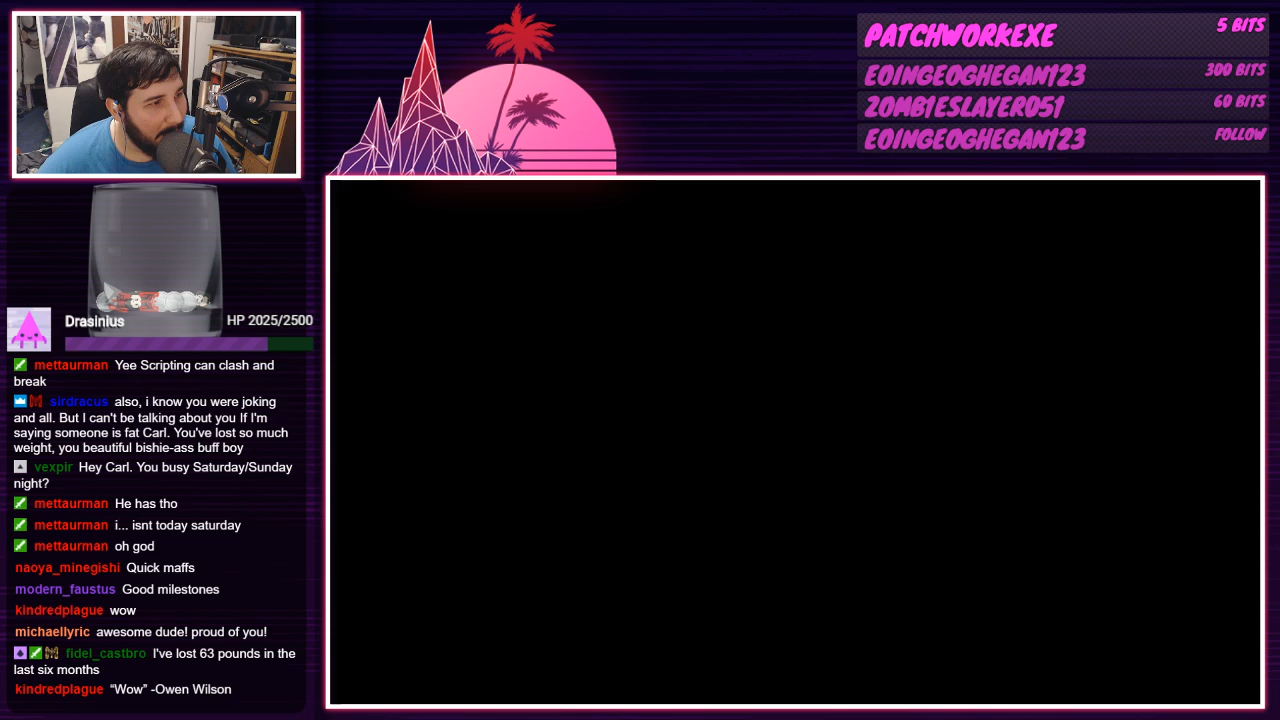 PATCHWORKEXE 5 BITS
EOINGEOGHEGAN123 300 BITS
ZOMB1ESLAYER051 60 BITS
EOINGEOGHEGAN123 FOLLOW
Drasinius HP 2025/2500
mettaurman Yee Scripting can clash and
break
sirdracus also, i know you were joking
and all. But I can't be talking about you If I'm
saying someone is fat Carl. You've lost so much
weight, you beautiful bishie-ass buff boy
vexpir Hey Carl. You busy Saturday/Sunday
night?
mettaurman He has tho
mettaurman i... isnt today saturday
mettaurman oh god
naoya_minegishi Quick maffs
modern_faustus Good milestones
kindredplague wow
michaellyric awesome dude! proud of you!
fidel_castbro I've lost 63 pounds in the
last six months
kindredplague “Wow” -Owen Wilson